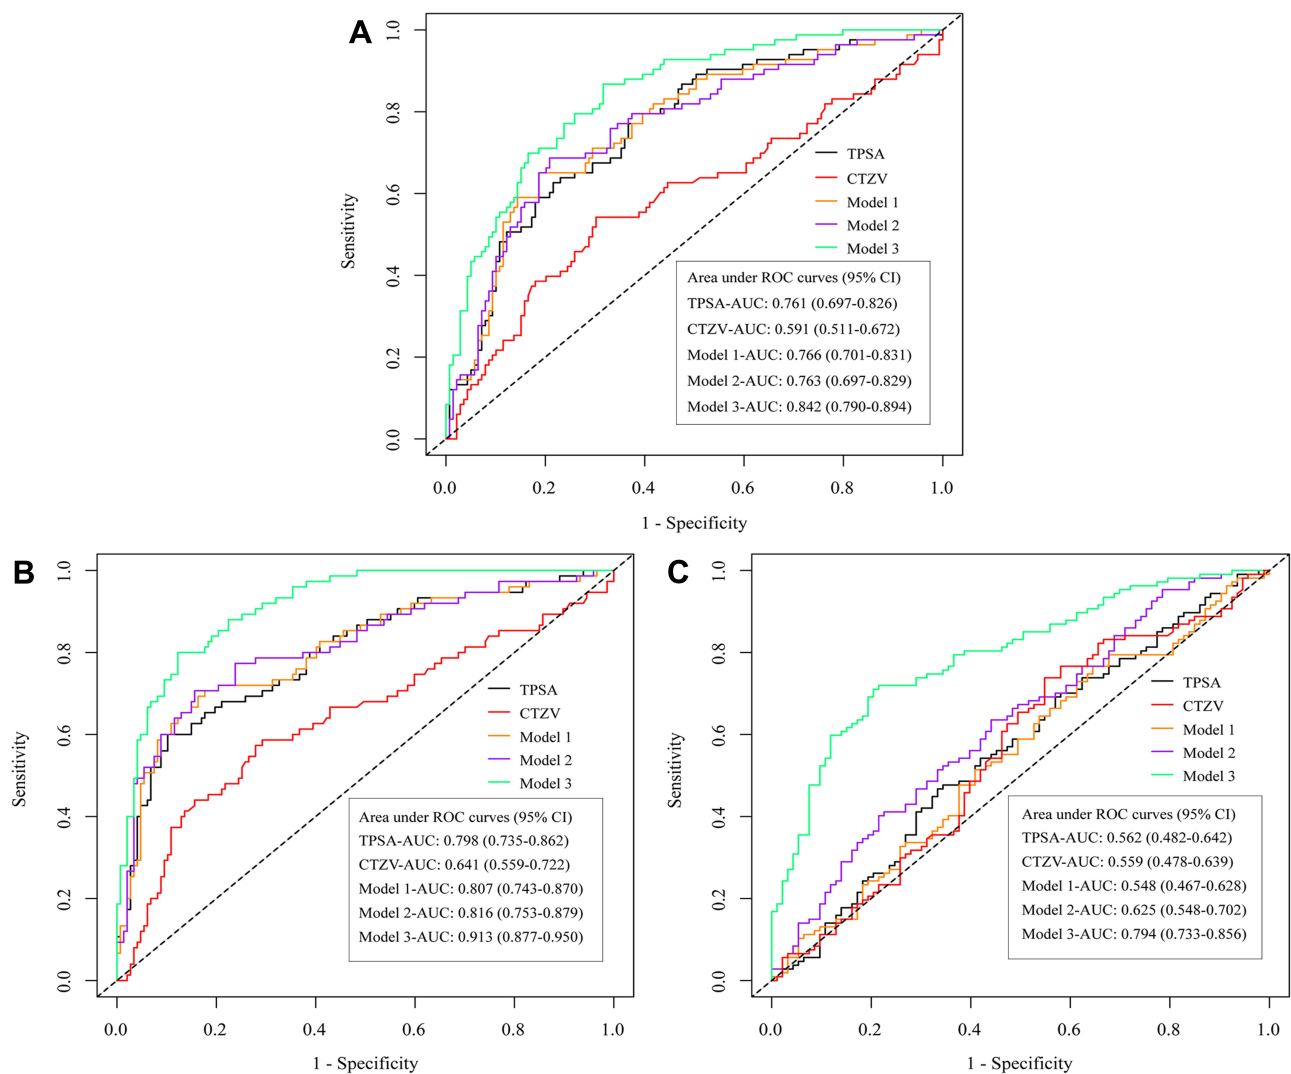 A
1.0
0.8
0.6
0.4
0.2
0.0
Sensitivity
TPSA
CTZV
Model 1
Model 2
Model 3
Area under ROC curves (95% CI)
TPSA-AUC: 0.761 (0.697-0.826)
CTZV-AUC: 0.591 (0.511-0.672)
Model 1-AUC: 0.766 (0.701-0.831)
Model 2-AUC: 0.763 (0.697-0.829)
Model 3-AUC: 0.842 (0.790-0.894)
0.0 0.2 0.4 0.6 0.8 1.0
1 - Specificity
B
1.0
0.8
0.6
0.4
0.2
0.0
Sensitivity
TPSA
CTZV
Model 1
Model 2
Model 3
Area under ROC curves (95% CI)
TPSA-AUC: 0.798 (0.735-0.862)
CTZV-AUC: 0.641 (0.559-0.722)
Model 1-AUC: 0.807 (0.743-0.870)
Model 2-AUC: 0.816 (0.753-0.879)
Model 3-AUC: 0.913 (0.877-0.950)
0.0 0.2 0.4 0.6 0.8 1.0
1 - Specificity
C
1.0
0.8
0.6
0.4
0.2
0.0
Sensitivity
TPSA
CTZV
Model 1
Model 2
Model 3
Area under ROC curves (95% CI)
TPSA-AUC: 0.562 (0.482-0.642)
CTZV-AUC: 0.559 (0.478-0.639)
Model 1-AUC: 0.548 (0.467-0.628)
Model 2-AUC: 0.625 (0.548-0.702)
Model 3-AUC: 0.794 (0.733-0.856)
0.0 0.2 0.4 0.6 0.8 1.0
1 - Specificity